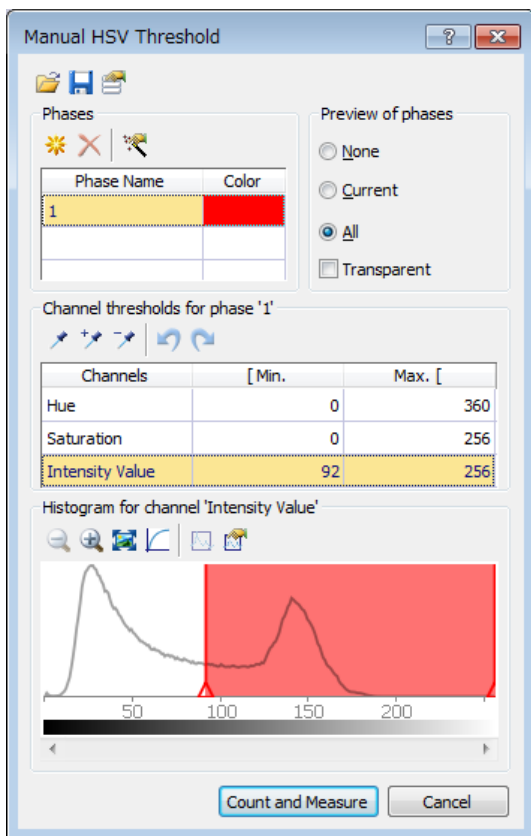 Manual HSV Threshold
?
Phases
Preview of phases
Phase Name Color
1
None
Current
All
Transparent
Channel thresholds for phase '1'
Channels [ Min. Max. [
Hue 0 360
Saturation 0 256
Intensity Value 92 256
Histogram for channel 'Intensity Value'
50 100 150 200
Count and Measure Cancel